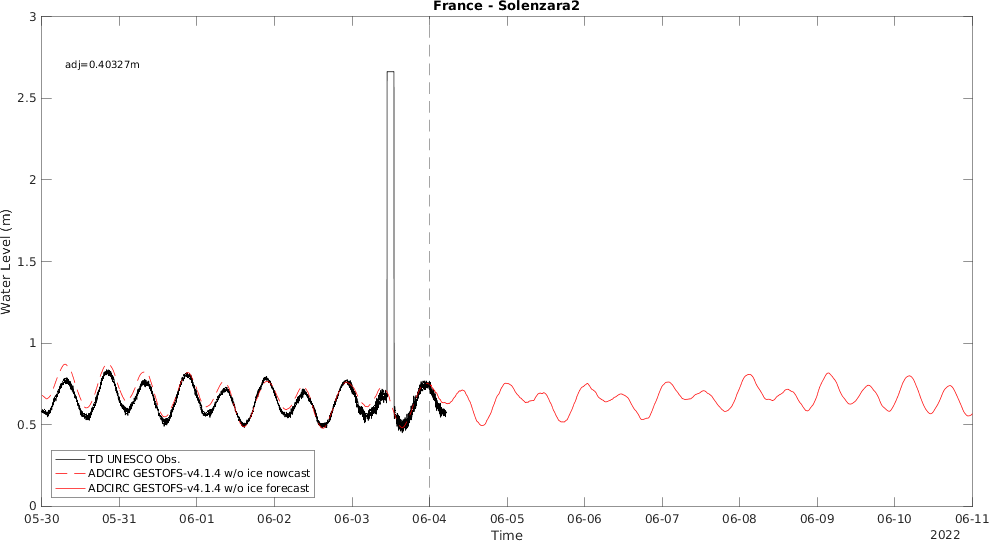 France - Solenzara2
adj=0.40327m
Water Level (m)
3
2.5
2
1.5
1
0.5
0
TD UNESCO Obs.
ADCIRC GESTOFS-v4.1.4 w/o ice nowcast
ADCIRC GESTOFS-v4.1.4 w/o ice forecast
05-30 05-31 06-01 06-02 06-03 06-04 06-05 06-06 06-07 06-08 06-09 06-10 06-11
Time
2022